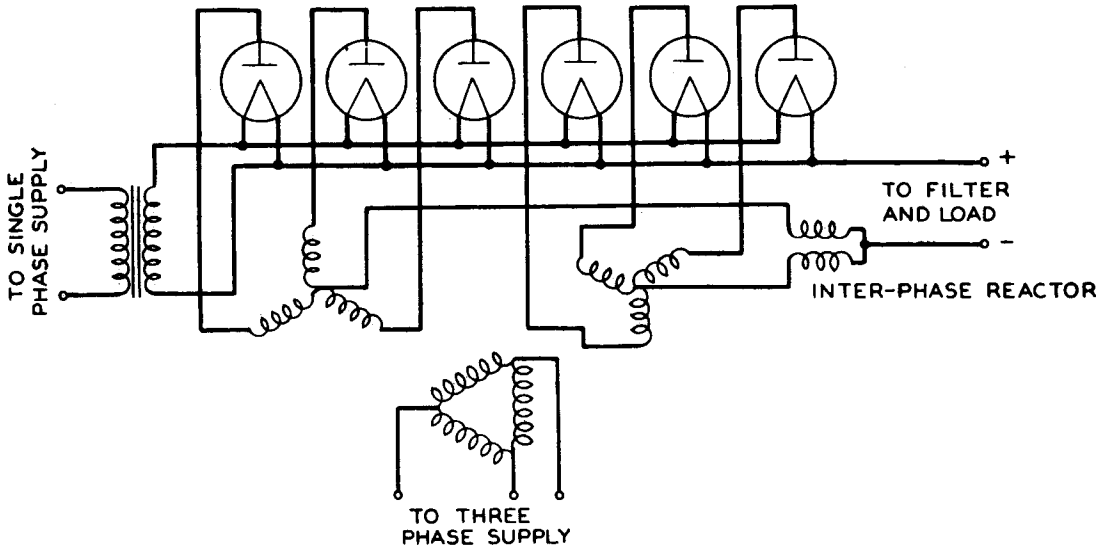 TO SINGLE
PHASE SUPPLY
+
TO FILTER
AND LOAD
-
INTER-PHASE REACTOR
TO THREE
PHASE SUPPLY